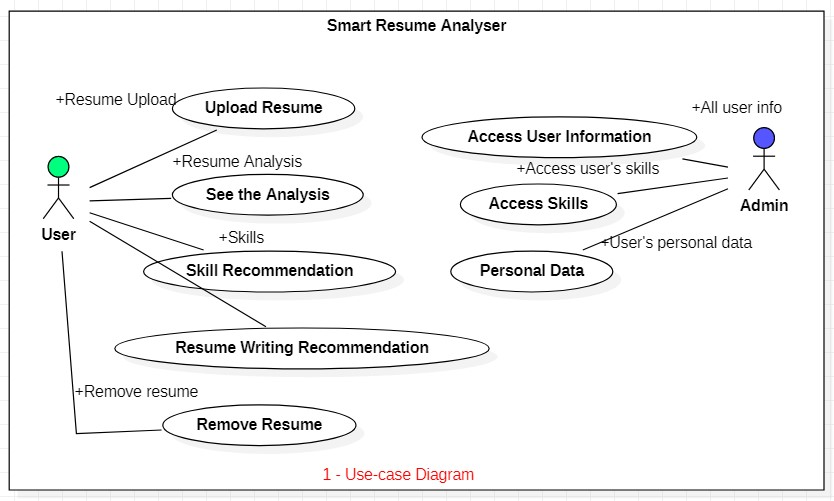 Smart Resume Analyser
+Resume Upload
Upload Resume
+Resume Analysis
See the Analysis
User
+Skills
Skill Recommendation
Resume Writing Recommendation
+Remove resume
Remove Resume
+All user info
Access User Information
+Access user's skills
Access Skills
Admin
+User's personal data
Personal Data
1 - Use-case Diagram